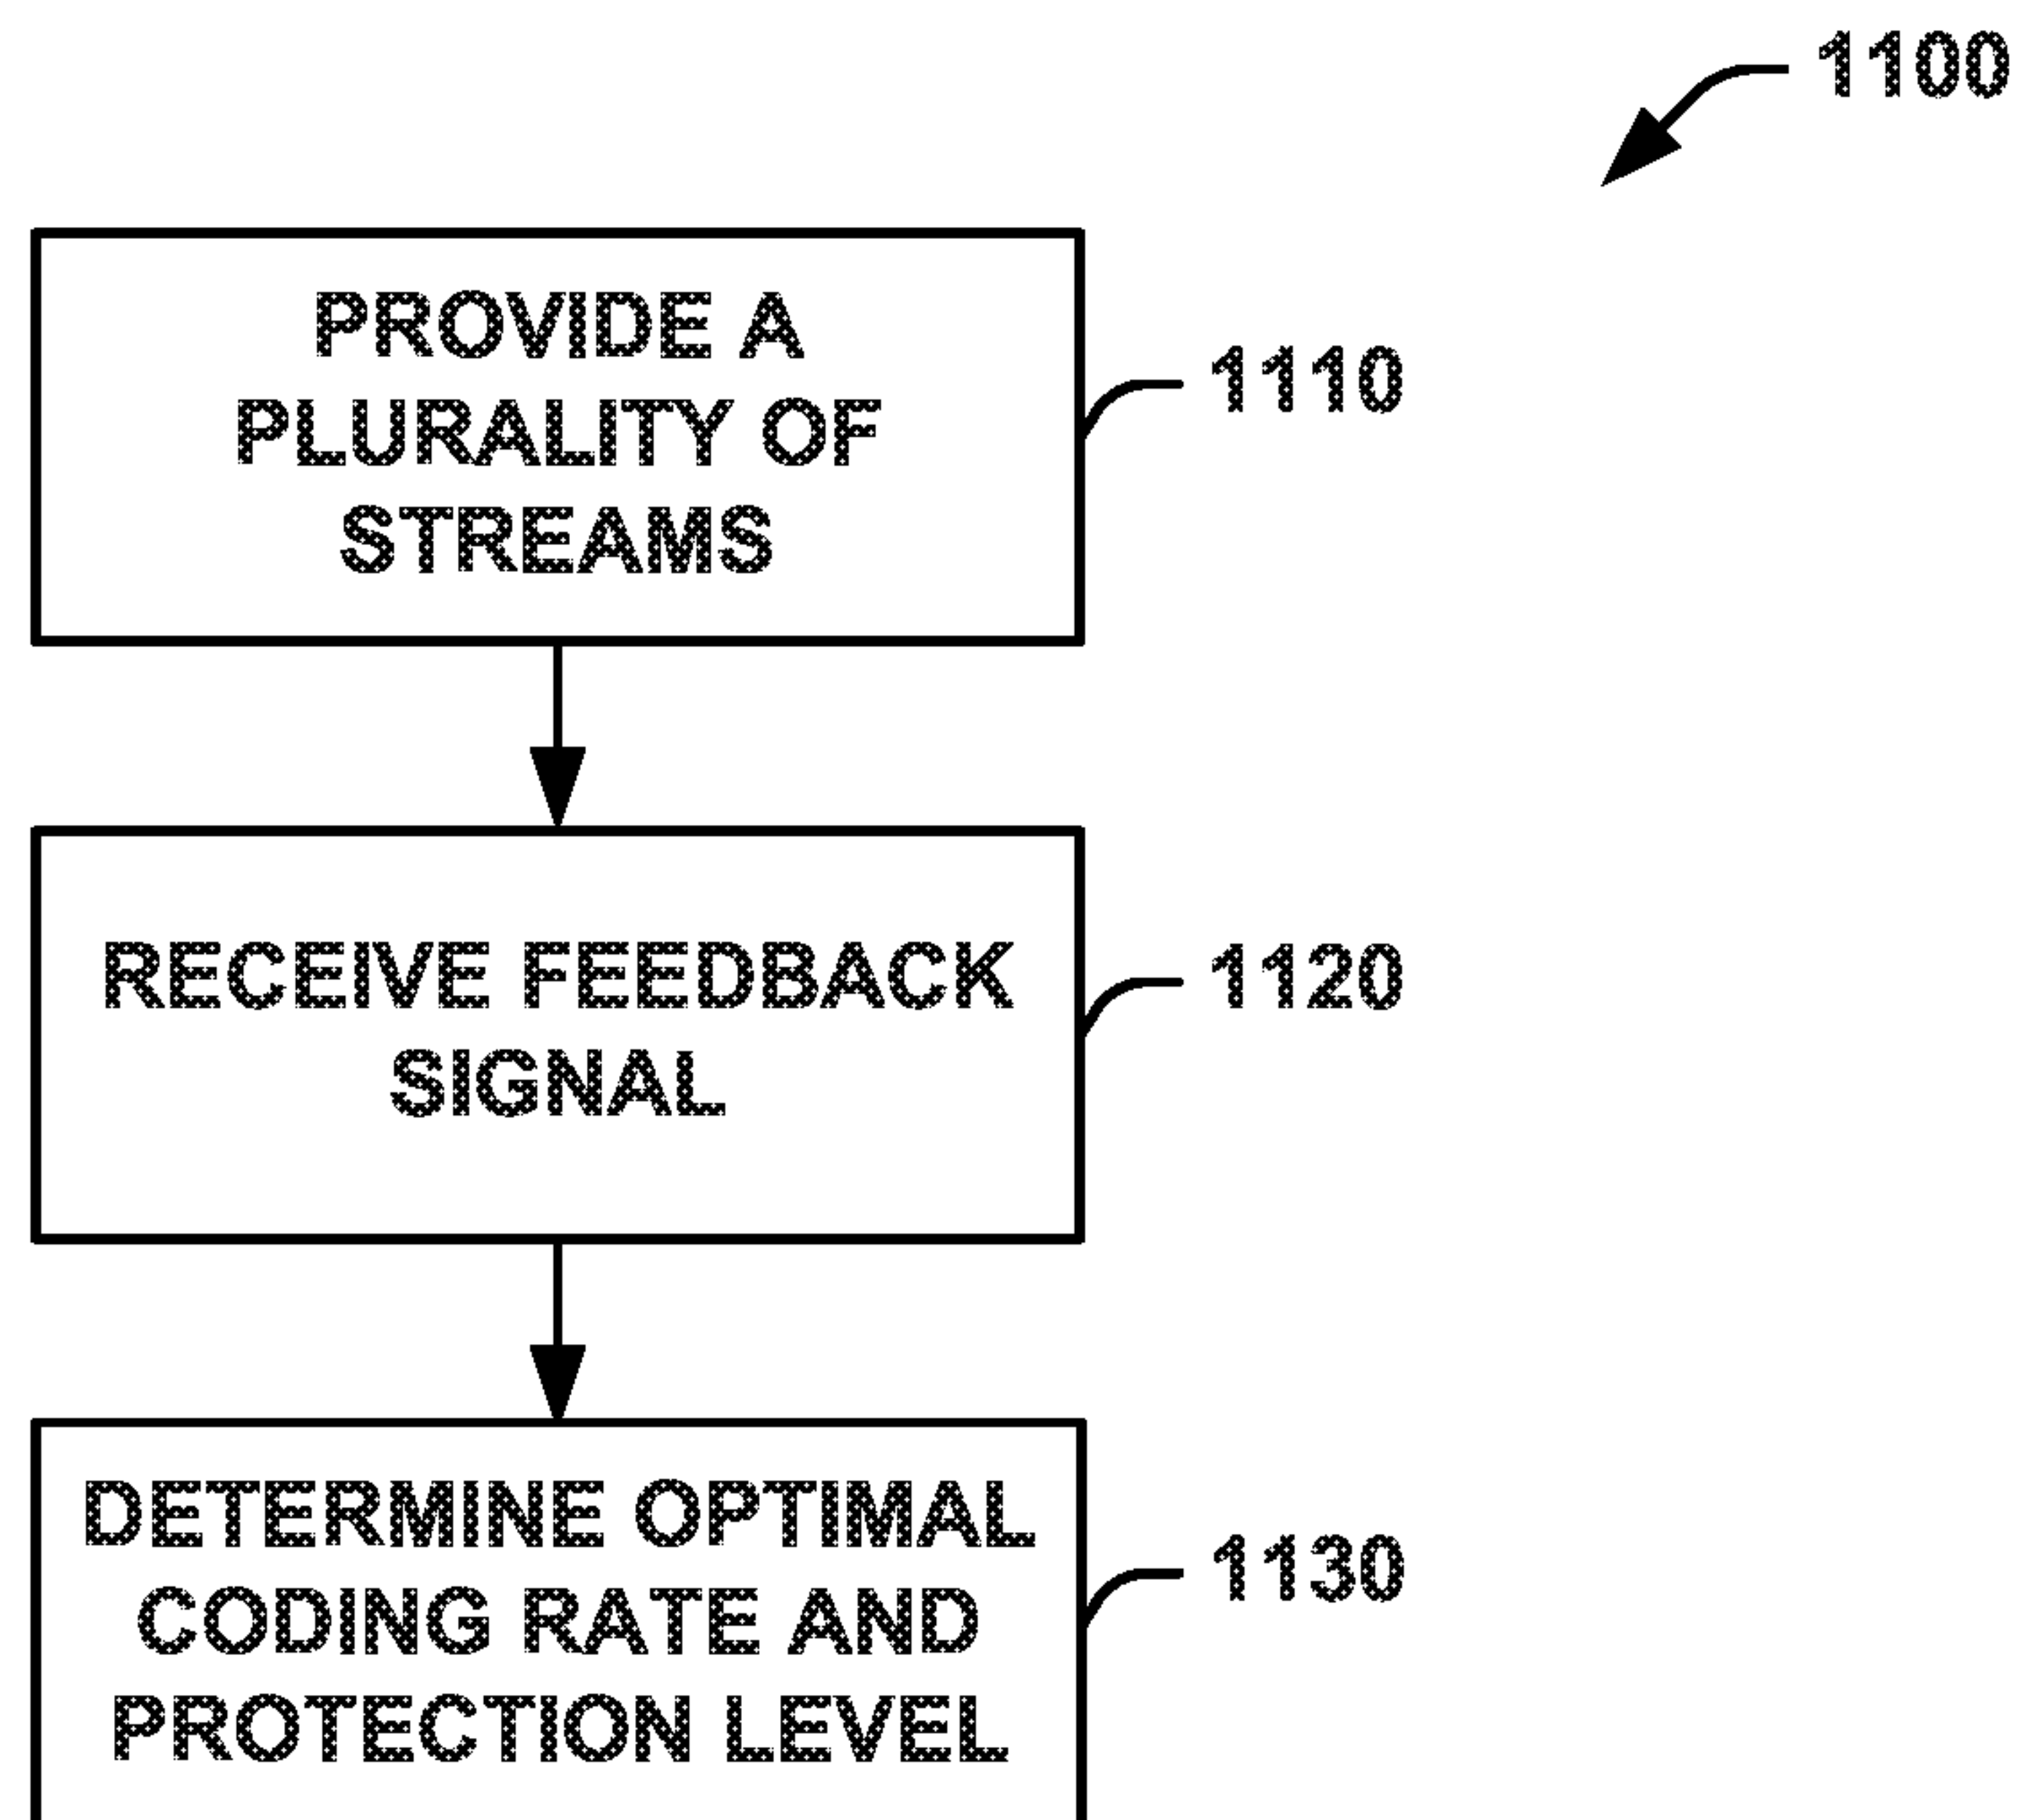 1100
PROVIDE A
PLURALITY OF
STREAMS
1110
RECEIVE FEEDBACK
SIGNAL
1120
DETERMINE OPTIMAL
CODING RATE AND
PROTECTION LEVEL
1130